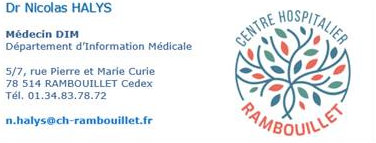 Dr Nicolas HALYS
Médecin DIM
Département d'Information Médicale
5/7, rue Pierre et Marie Curie
78 514 RAMBOUILLET Cedex
Tél. 01.34.83.78.72
n.halys@ch-rambouillet.fr
CENTRE HOSPITALIER
RAMBOUILLET